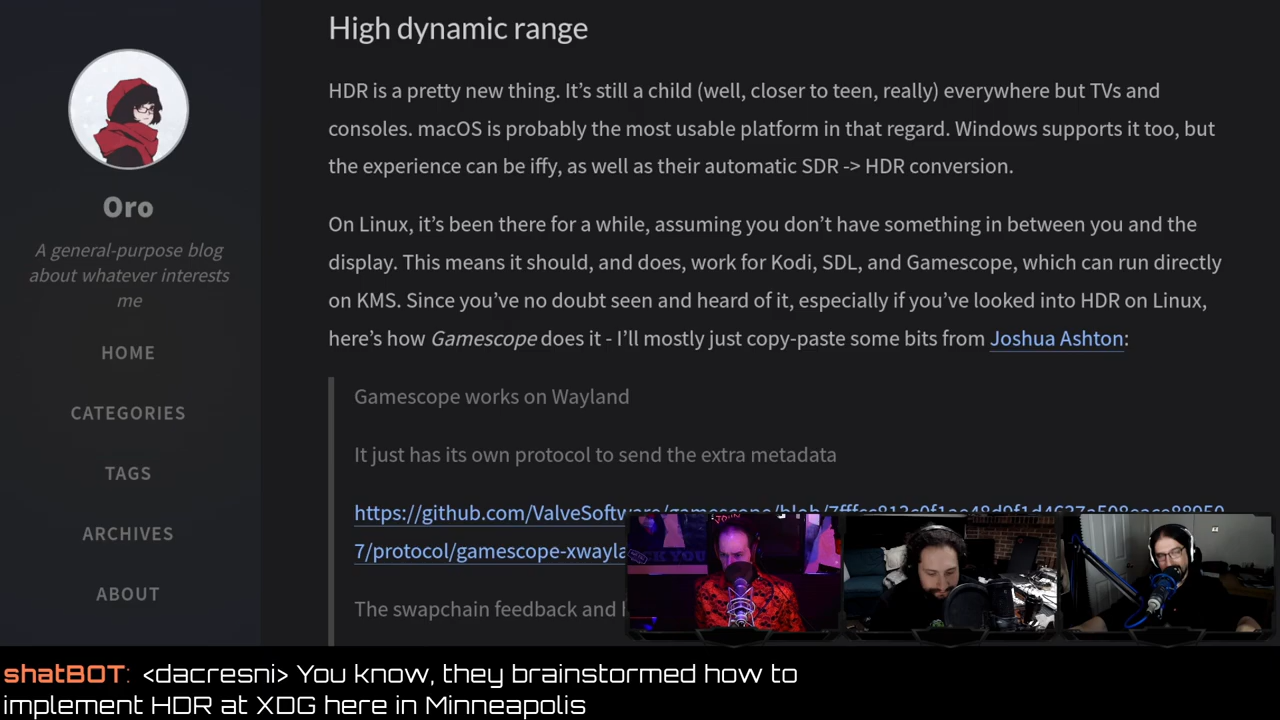 Oro
A general-purpose blog
about whatever interests
me
HOME
CATEGORIES
TAGS
ARCHIVES
ABOUT
High dynamic range
HDR is a pretty new thing. It’s still a child (well, closer to teen, really) everywhere but TVs and
consoles. macOS is probably the most usable platform in that regard. Windows supports it too, but
the experience can be iffy, as well as their automatic SDR -> HDR conversion.
On Linux, it’s been there for a while, assuming you don’t have something in between you and the
display. This means it should, and does, work for Kodi, SDL, and Gamescope, which can run directly
on KMS. Since you’ve no doubt seen and heard of it, especially if you’ve looked into HDR on Linux,
here’s how Gamescope does it - I’ll mostly just copy-paste some bits from Joshua Ashton:
Gamescope works on Wayland
It just has its own protocol to send the extra metadata
https://github.com/ValveSoftware/gamescope/blob/
7/protocol/gamescope-xwayla
The swapchain feedback and
shatBOT: <dacresni> You know, they brainstormed how to
implement HDR at XDG here in Minneapolis